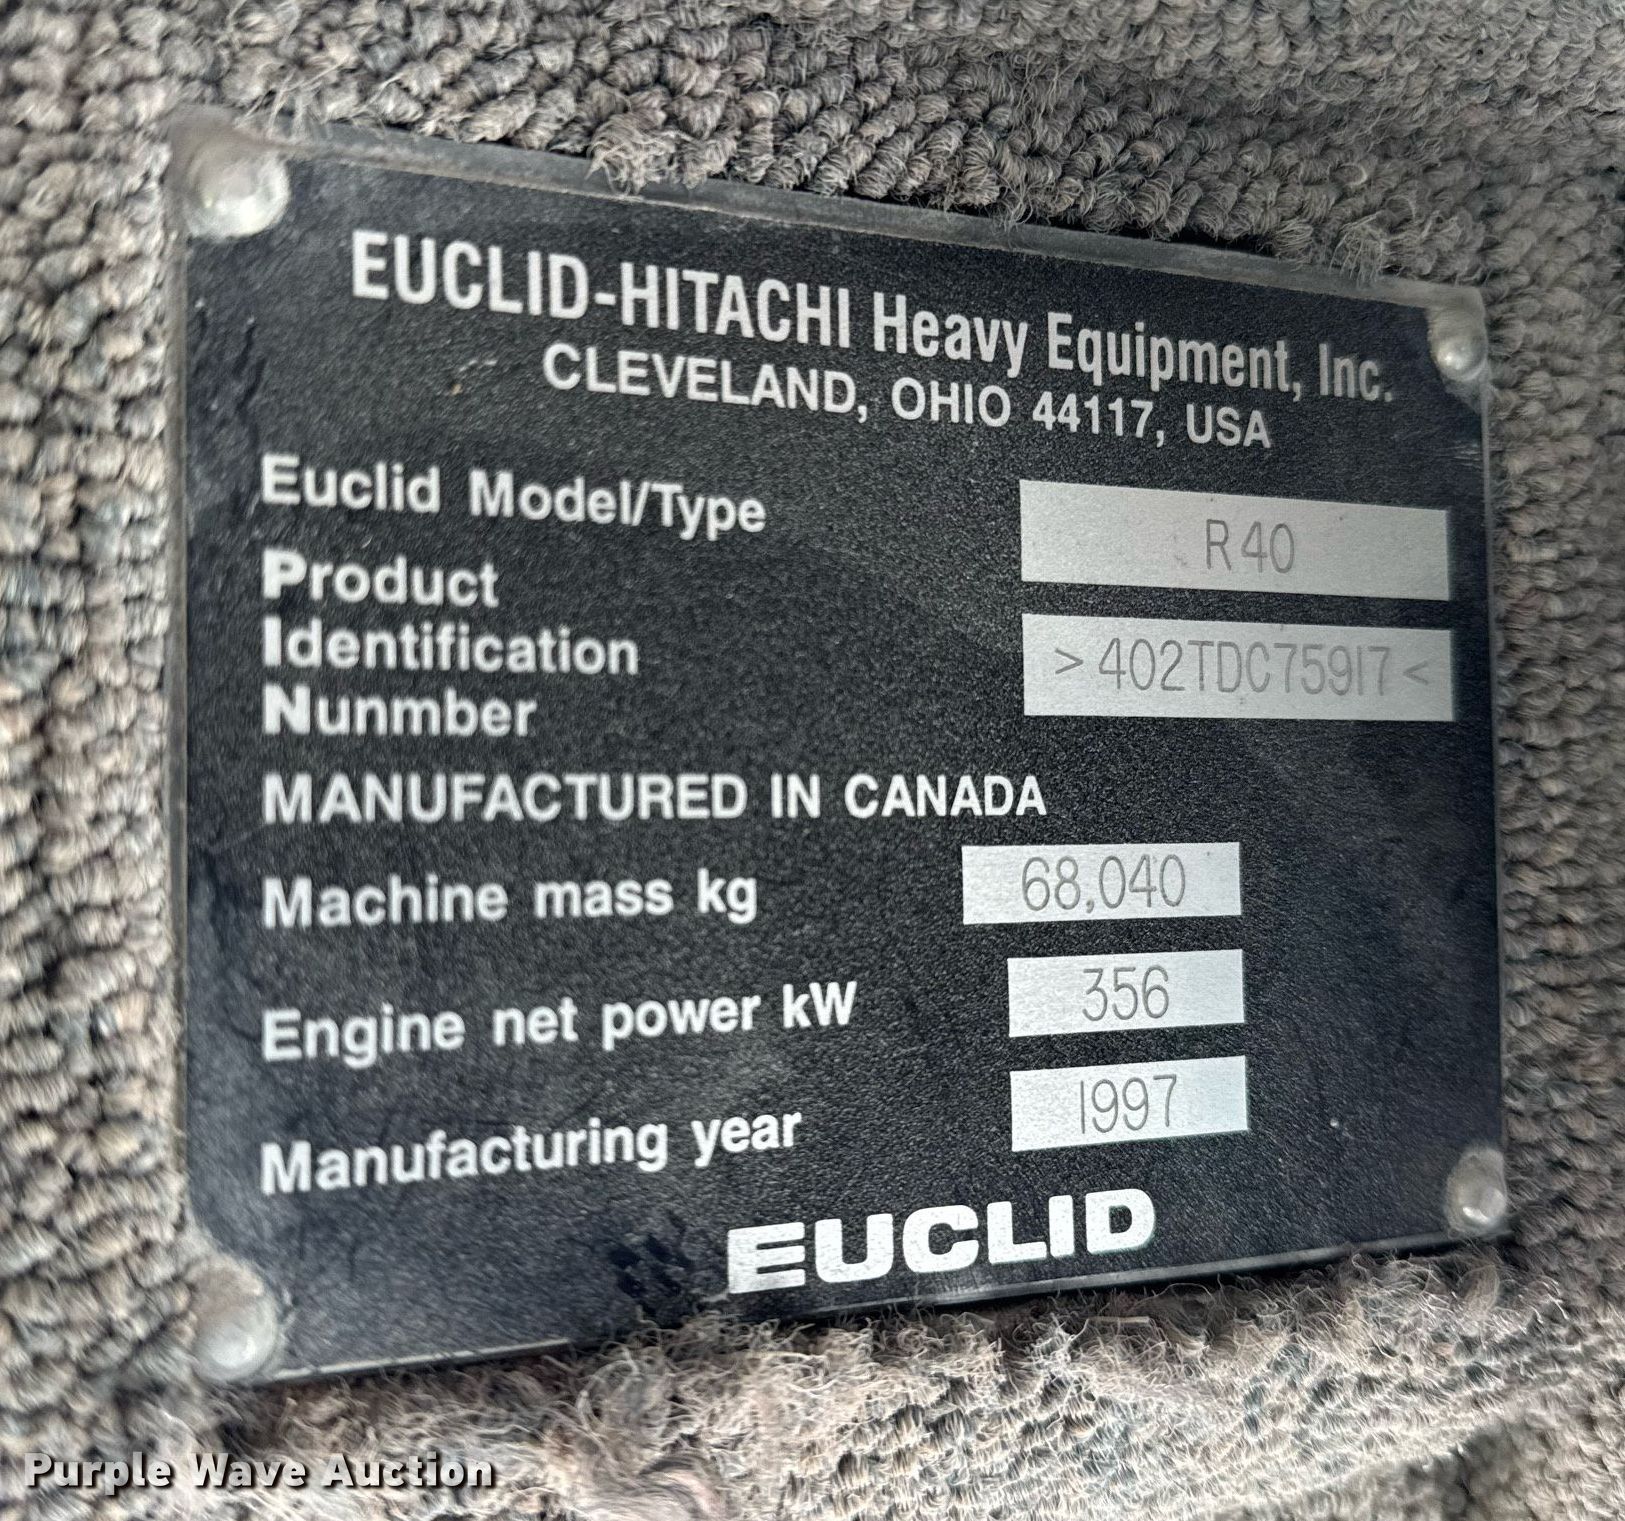 EUCLID-HITACHI Heavy Equipment, Inc.
CLEVELAND, OHIO 44117, USA
Euclid Model/Type R40
Product
Identification >402TDC75917<
Nunmber
MANUFACTURED IN CANADA
Machine mass kg 68,040
Engine net power kW 356
Manufacturing year 1997
EUCLID
Purple Wave Auction